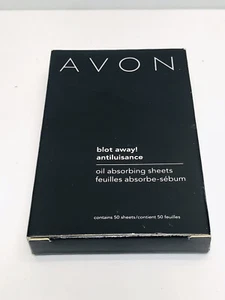 AVON
blot away!
antiluisance
oil absorbing sheets
feuilles absorbe-sébum
contains 50 sheets/contient 50 feuilles